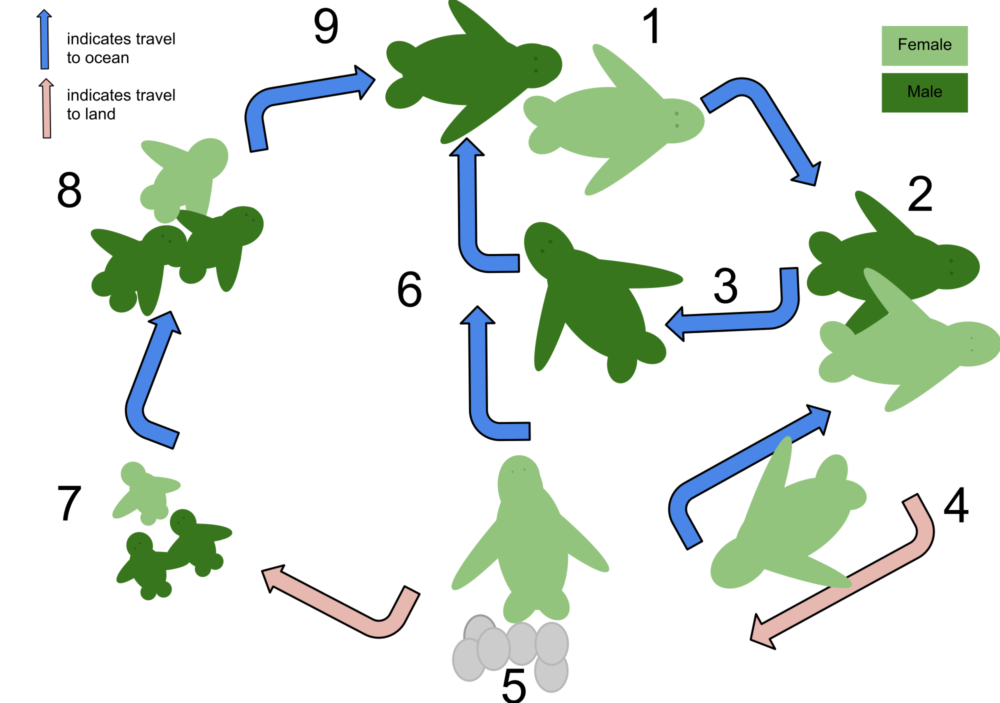 indicates travel
to ocean
indicates travel
to land
9
1
Female
Male
8
2
6
3
7
4
5